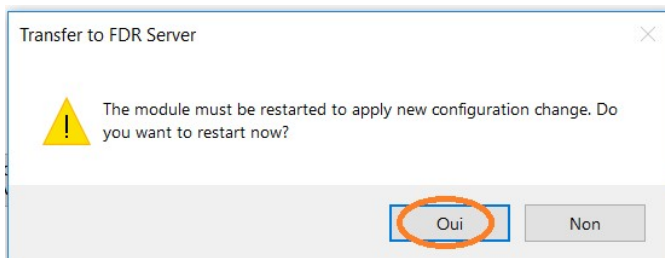 Transfer to FDR Server
The module must be restarted to apply new configuration change. Do
you want to restart now?
Oui
Non